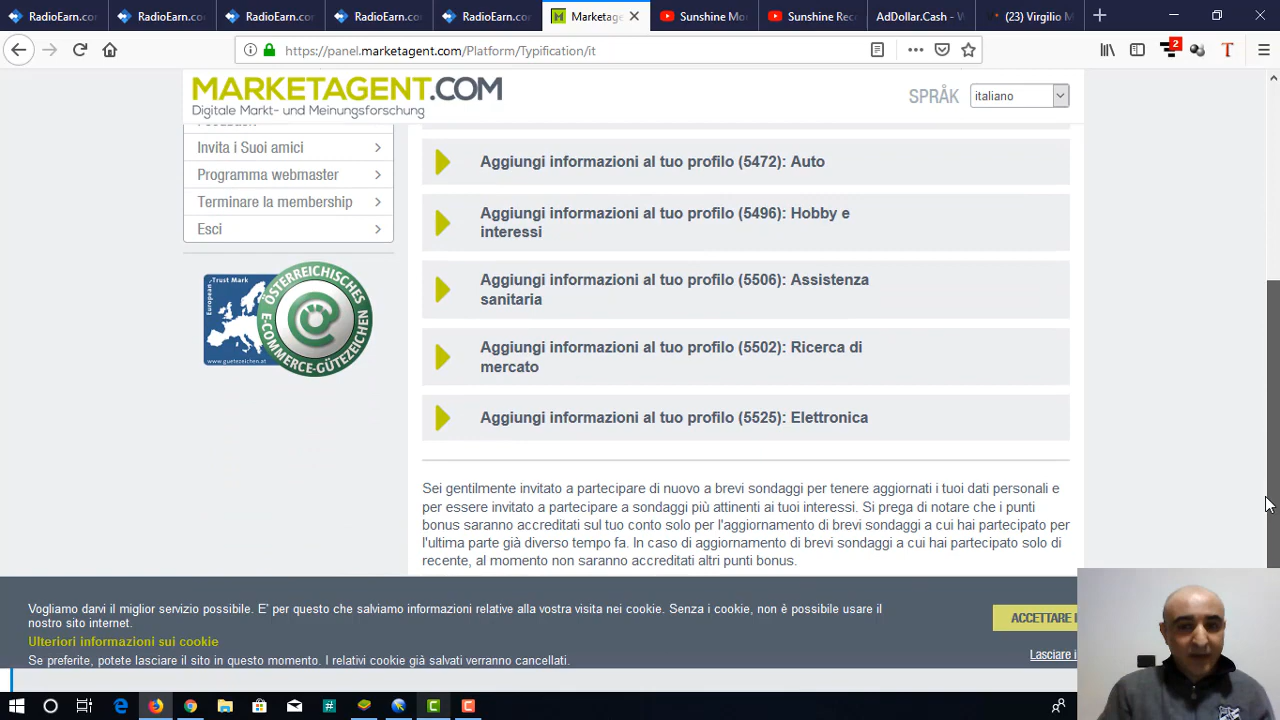 RadioEarn.co
RadioEarn.co
RadioEarn.co
RadioEarn.co
RadioEarn.co
Marketage
Sunshine Mo
Sunshine Rec
AdDollar.Cash - W
(23) Virgilio M
https://panel.marketagent.com/Platform/Typification/it
2
MARKETAGENT.COM
Digitale Markt- und Meinungsforschung
SPRÅK
italiano
Feedback
Invita i Suoi amici
Programma webmaster
Terminare la membership
Esci
European
-Trust Mark
www.guetezeichen.at
ÖSTERREICHISCHES
E-COMMERCE-GÜTEZEICHEN
Aggiungi informazioni al tuo profilo (5472): Auto
Aggiungi informazioni al tuo profilo (5496): Hobby e
interessi
Aggiungi informazioni al tuo profilo (5506): Assistenza
sanitaria
Aggiungi informazioni al tuo profilo (5502): Ricerca di
mercato
Aggiungi informazioni al tuo profilo (5525): Elettronica
Sei gentilmente invitato a partecipare di nuovo a brevi sondaggi per tenere aggiornati i tuoi dati personali e
per essere invitato a partecipare a sondaggi più attinenti ai tuoi interessi. Si prega di notare che i punti
bonus saranno accreditati sul tuo conto solo per l'aggiornamento di brevi sondaggi a cui hai partecipato per
l'ultima parte già diverso tempo fa. In caso di aggiornamento di brevi sondaggi a cui hai partecipato solo di
recente, al momento non saranno accreditati altri punti bonus.
Vogliamo darvi il miglior servizio possibile. E' per questo che salviamo informazioni relative alla vostra visita nei cookie. Senza i cookie, non è possibile usare il
nostro sito internet.
Ulteriori informazioni sui cookie
Se preferite, potete lasciare il sito in questo momento. I relativi cookie già salvati verranno cancellati.
ACCETTARE I
Lasciare i